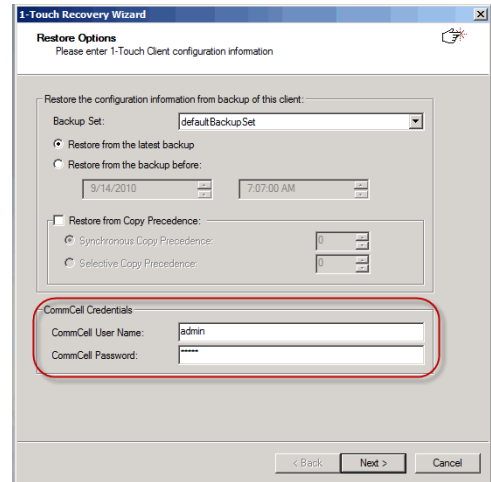 1-Touch Recovery Wizard
Restore Options
Please enter 1-Touch Client configuration information
Restore the configuration information from backup of this client:
Backup Set: defaultBackupSet
Restore from the latest backup
Restore from the backup before:
9/14/2010 7:07:00 AM
Restore from Copy Precedence:
Synchronous Copy Precedence: 0
Selective Copy Precedence: 0
CommCell Credentials
CommCell User Name: admin
CommCell Password: *****
< Back Next > Cancel